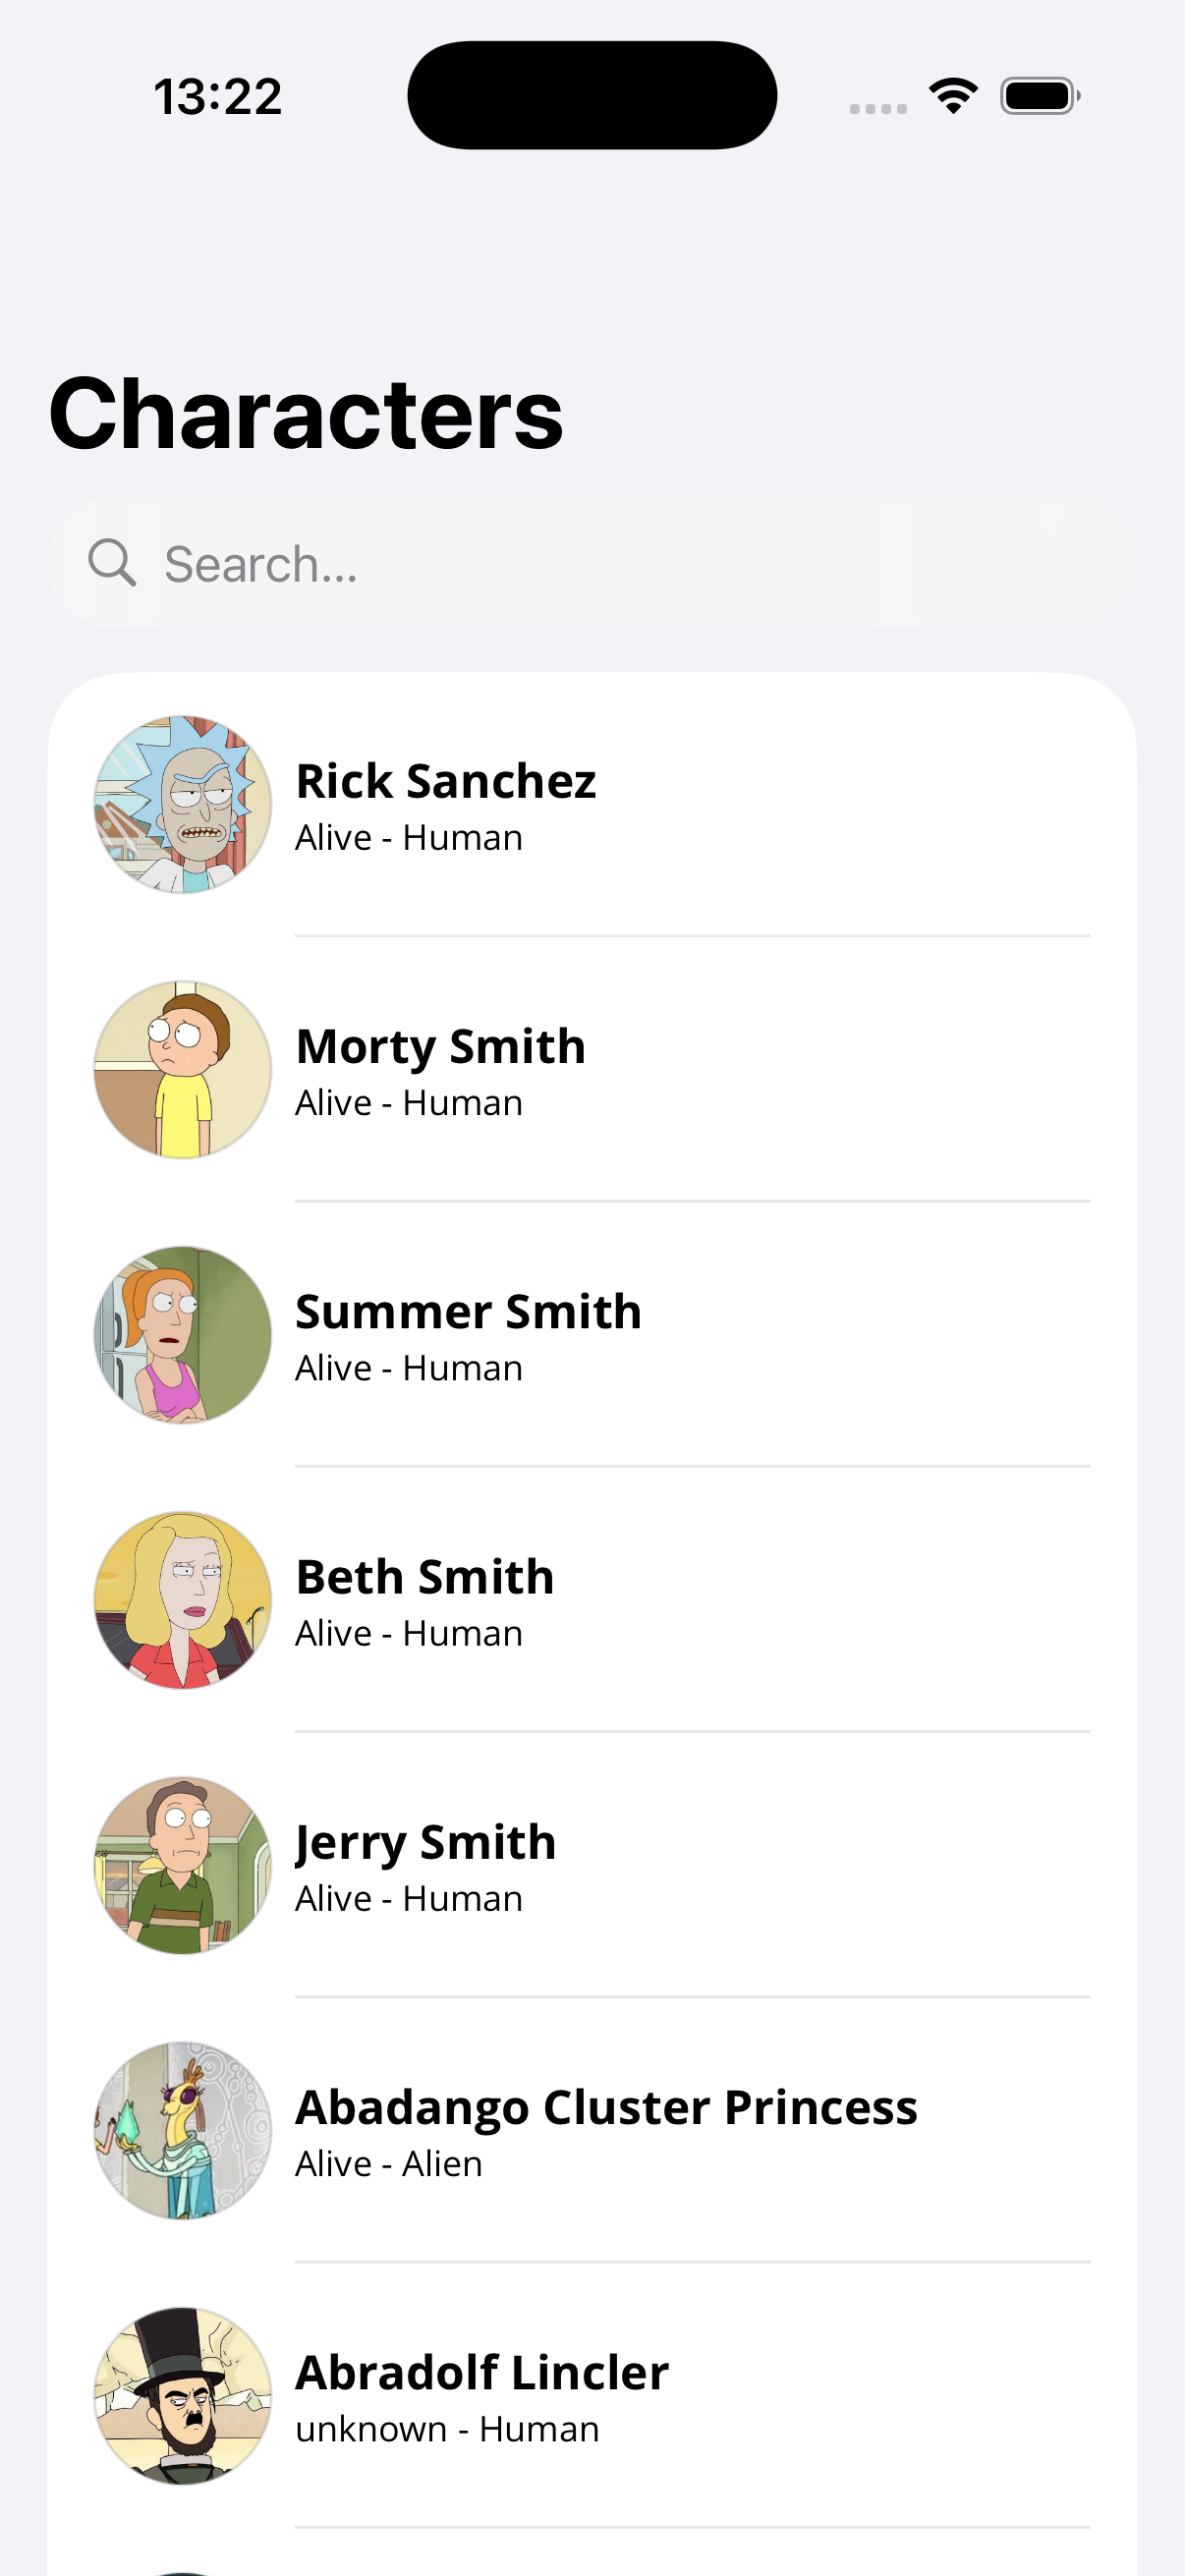 13:22
Characters
Search...
Rick Sanchez
Alive - Human
Morty Smith
Alive - Human
Summer Smith
Alive - Human
Beth Smith
Alive - Human
Jerry Smith
Alive - Human
Abadango Cluster Princess
Alive - Alien
Abradolf Lincler
unknown - Human